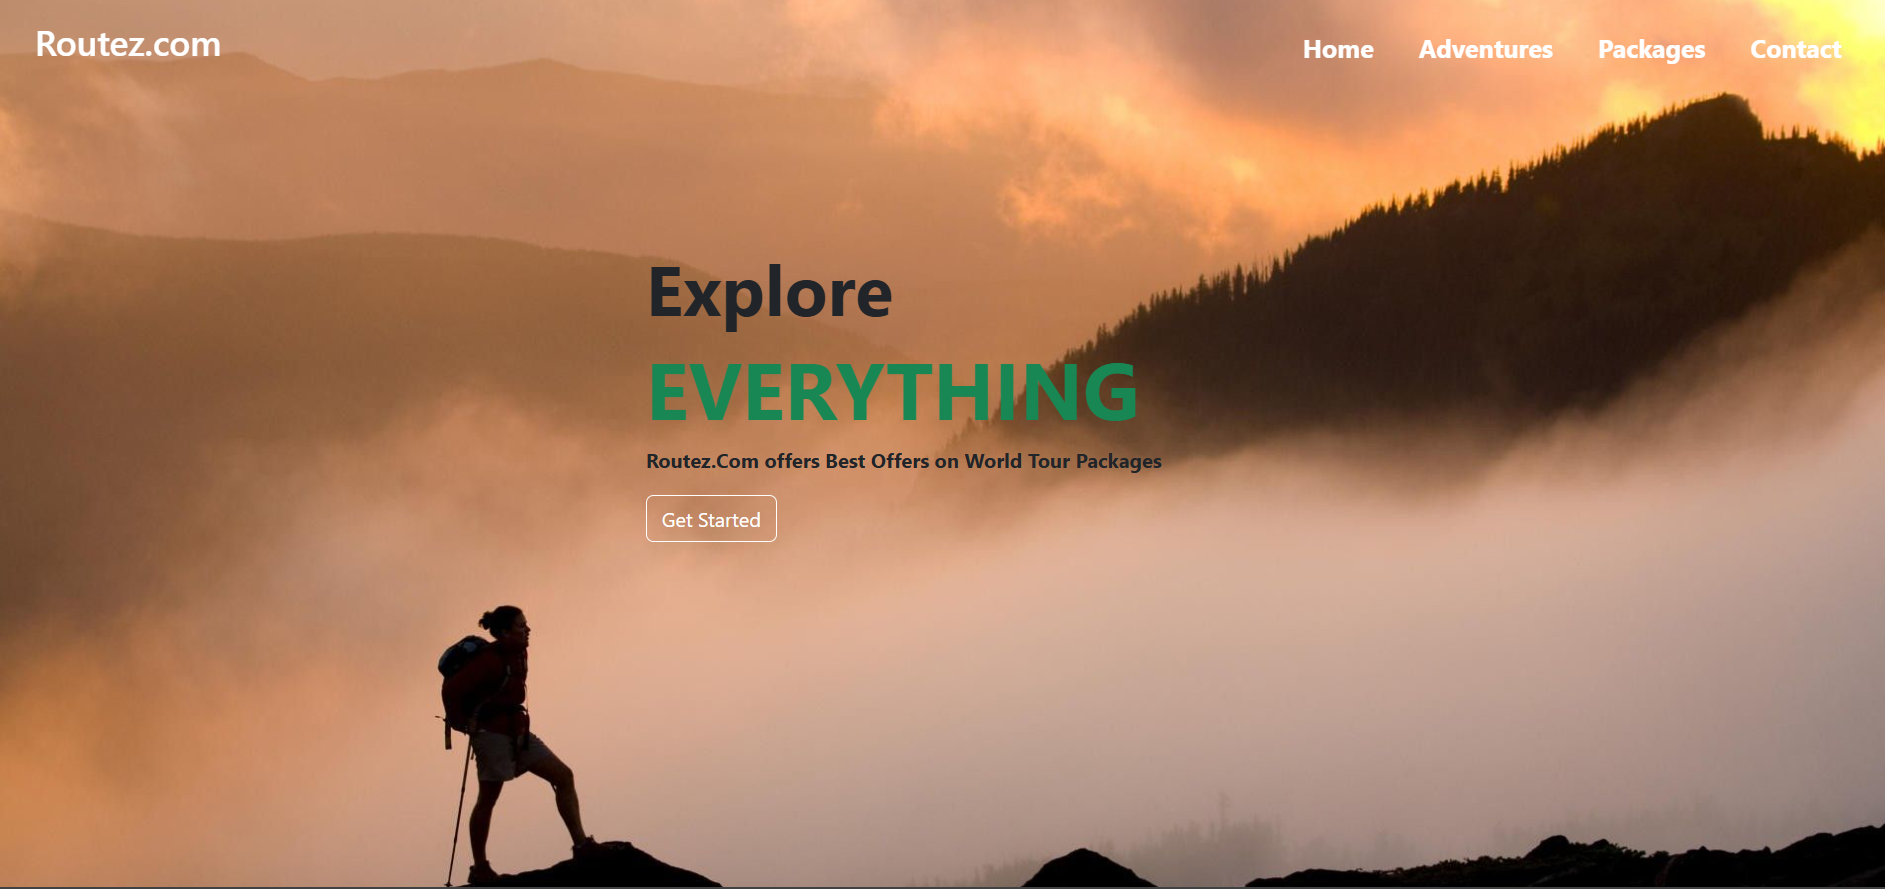 Routez.com
Home Adventures Packages Contact
Explore
EVERYTHING
Routez.Com offers Best Offers on World Tour Packages
Get Started